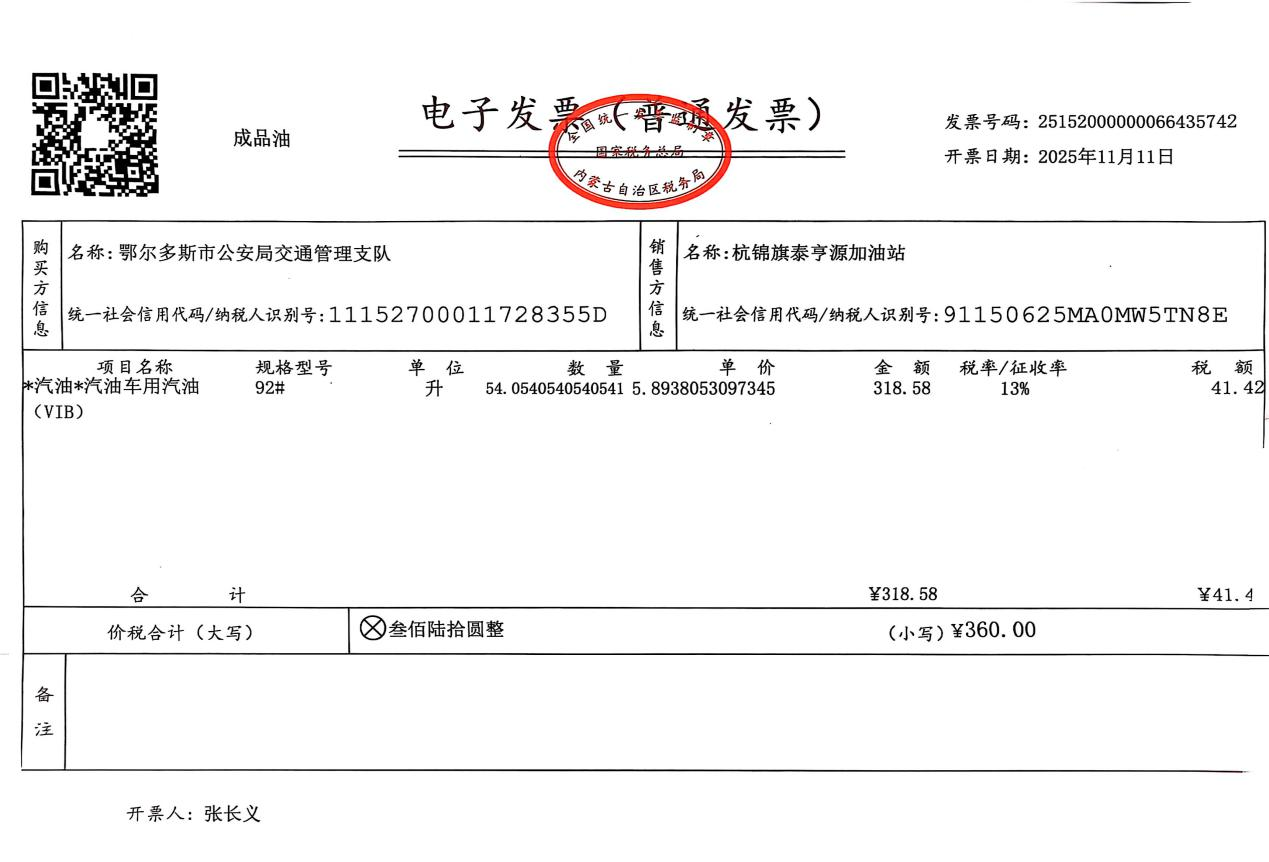 电子发票（普通发票）
全国统一发票监制章
国家税务总局
内蒙古自治区税务局
成品油
发票号码: 25152000000066435742
开票日期: 2025年11月11日
购买方信息
名称: 鄂尔多斯市公安局交通管理支队
统一社会信用代码/纳税人识别号: 11152700011728355D
销售方信息
名称: 杭锦旗泰亨源加油站
统一社会信用代码/纳税人识别号: 91150625MA0MW5TN8E
项目名称 规格型号 单位 数量 单价 金额 税率/征收率 税额
*汽油*汽油车用汽油 92# 升 54.0540540540541 5.8938053097345 318.58 13% 41.42
（VIB）
合计 ¥318.58 ¥41.4
价税合计（大写） ⊗叁佰陆拾圆整 （小写）¥360.00
备注
开票人: 张长义